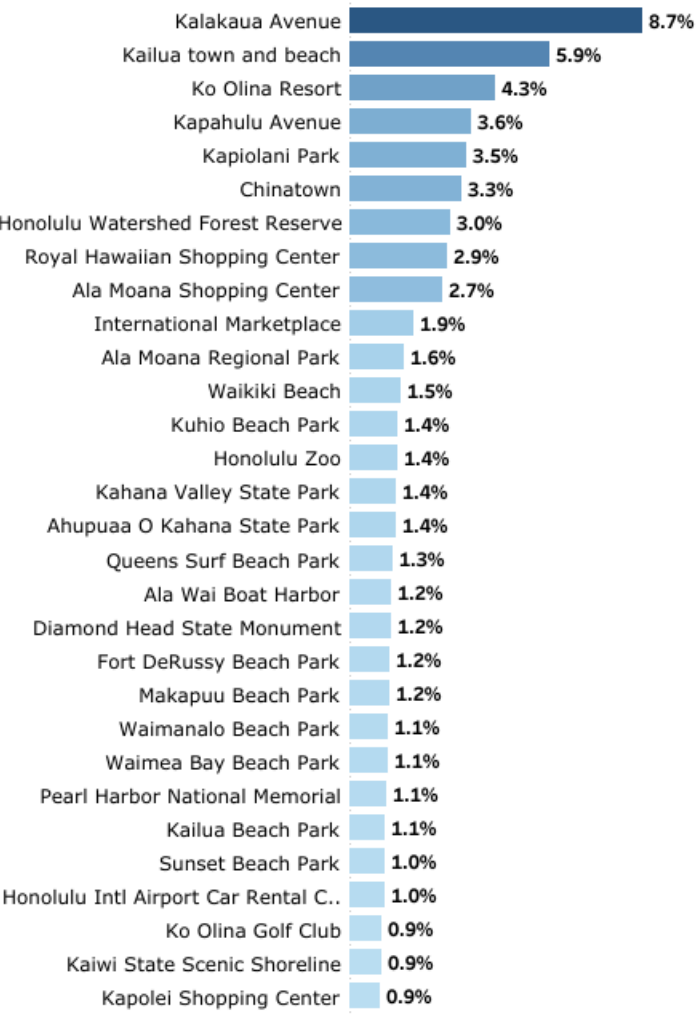 Kalakaua Avenue 8.7%
Kailua town and beach 5.9%
Ko Olina Resort 4.3%
Kapahulu Avenue 3.6%
Kapiolani Park 3.5%
Chinatown 3.3%
Honolulu Watershed Forest Reserve 3.0%
Royal Hawaiian Shopping Center 2.9%
Ala Moana Shopping Center 2.7%
International Marketplace 1.9%
Ala Moana Regional Park 1.6%
Waikiki Beach 1.5%
Kuhio Beach Park 1.4%
Honolulu Zoo 1.4%
Kahana Valley State Park 1.4%
Ahupuaa O Kahana State Park 1.4%
Queens Surf Beach Park 1.3%
Ala Wai Boat Harbor 1.2%
Diamond Head State Monument 1.2%
Fort DeRussy Beach Park 1.2%
Makapuu Beach Park 1.2%
Waimanalo Beach Park 1.1%
Waimea Bay Beach Park 1.1%
Pearl Harbor National Memorial 1.1%
Kailua Beach Park 1.1%
Sunset Beach Park 1.0%
Honolulu Intl Airport Car Rental C.. 1.0%
Ko Olina Golf Club 0.9%
Kaiwi State Scenic Shoreline 0.9%
Kapolei Shopping Center 0.9%